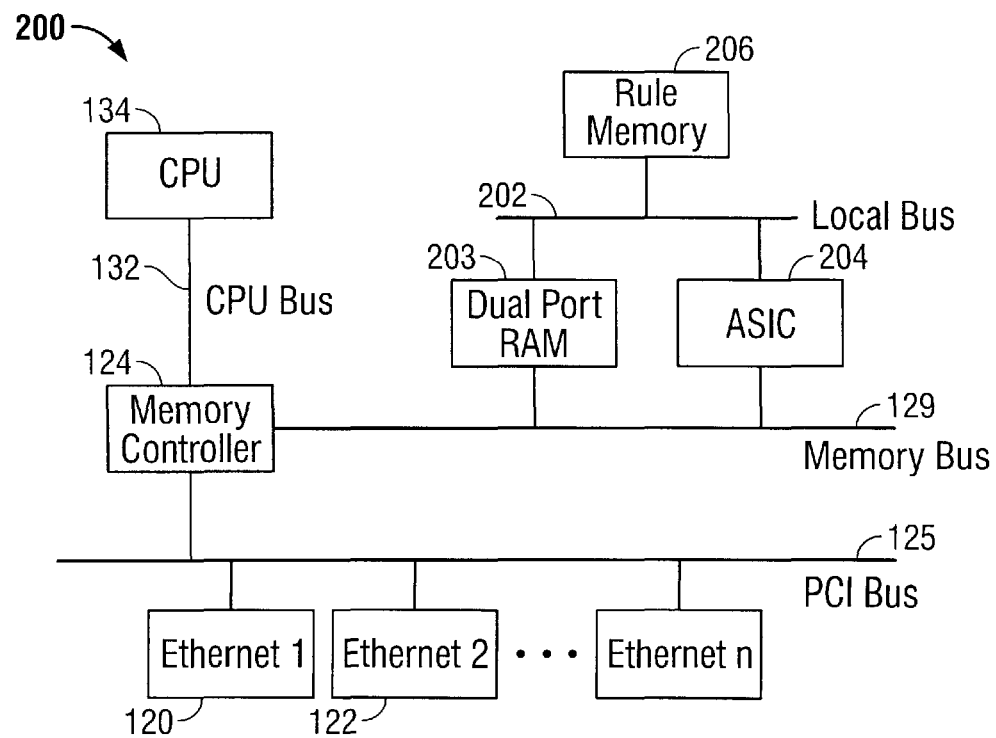 200
206
Rule
Memory
134
CPU
202
Local Bus
203
204
132
CPU Bus
Dual Port
RAM
ASIC
124
Memory
Controller
129
Memory Bus
125
PCI Bus
Ethernet 1
Ethernet 2
• • •
Ethernet n
120
122